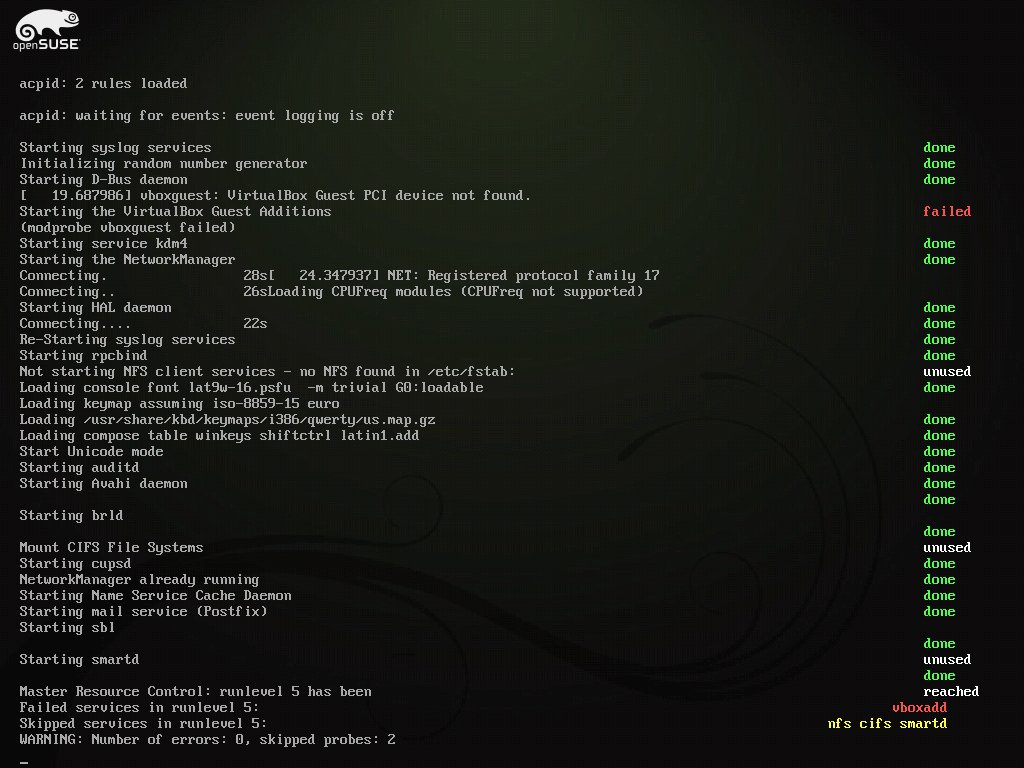 openSUSE
acpid: 2 rules loaded
acpid: waiting for events: event logging is off
Starting syslog services done
Initializing random number generator done
Starting D-Bus daemon done
[   19.687986] vboxguest: VirtualBox Guest PCI device not found.
Starting the VirtualBox Guest Additions failed
(modprobe vboxguest failed)
Starting service kdm4 done
Starting the NetworkManager done
Connecting. 28s[   24.347937] NET: Registered protocol family 17
Connecting.. 26sLoading CPUFreq modules (CPUFreq not supported)
Starting HAL daemon done
Connecting.... 22s done
Re-Starting syslog services done
Starting rpcbind done
Not starting NFS client services - no NFS found in /etc/fstab: unused
Loading console font lat9w-16.psfu  -m trivial G0:loadable done
Loading keymap assuming iso-8859-15 euro
Loading /usr/share/kbd/keymaps/i386/qwerty/us.map.gz done
Loading compose table winkeys shiftctrl latin1.add done
Start Unicode mode done
Starting auditd done
Starting Avahi daemon done
done
Starting brld
done
Mount CIFS File Systems unused
Starting cupsd done
NetworkManager already running done
Starting Name Service Cache Daemon done
Starting mail service (Postfix) done
Starting sbl
done
Starting smartd unused
done
Master Resource Control: runlevel 5 has been reached
Failed services in runlevel 5: vboxadd
Skipped services in runlevel 5: nfs cifs smartd
WARNING: Number of errors: 0, skipped probes: 2
_